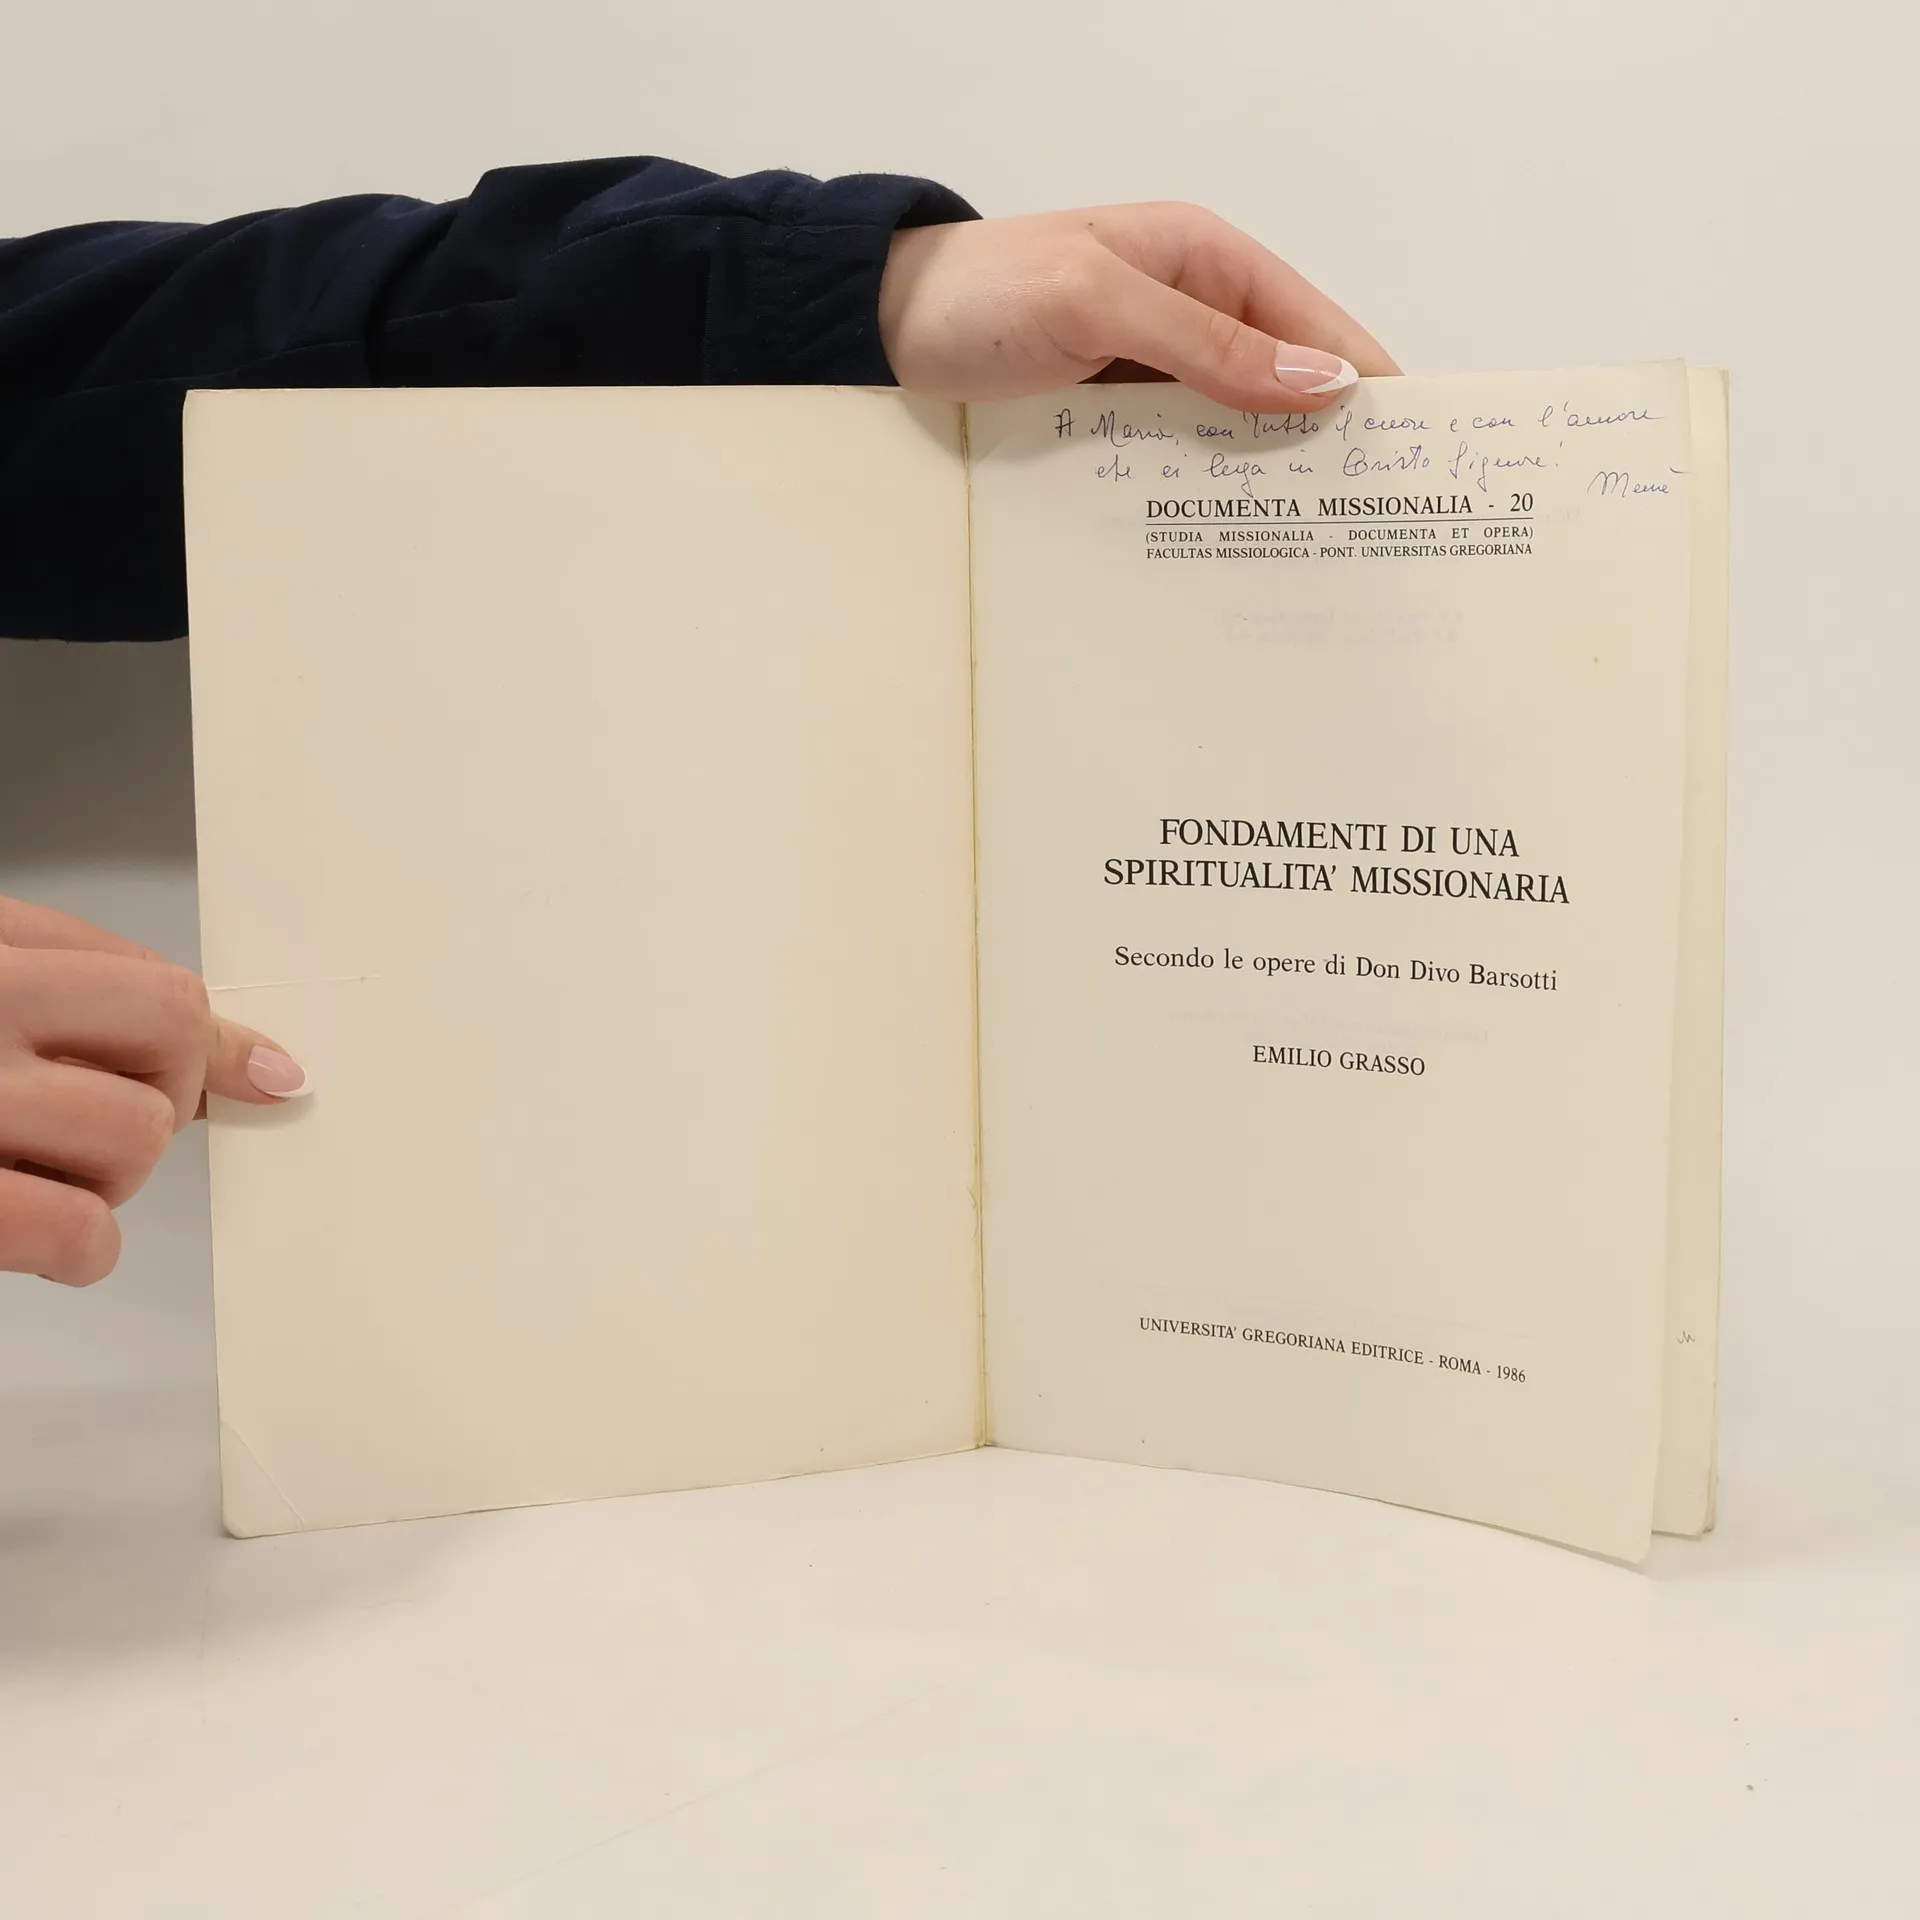 A Maria, con tutto il cuore e con l'amore
che ci lega in Cristo Signore!
DOCUMENTA MISSIONALIA - 20
(STUDIA MISSIONALIA - DOCUMENTA ET OPERA)
FACULTAS MISSIOLOGICA - PONT. UNIVERSITAS GREGORIANA
FONDAMENTI DI UNA
SPIRITUALITA' MISSIONARIA
Secondo le opere di Don Divo Barsotti
EMILIO GRASSO
UNIVERSITA' GREGORIANA EDITRICE - ROMA - 1986